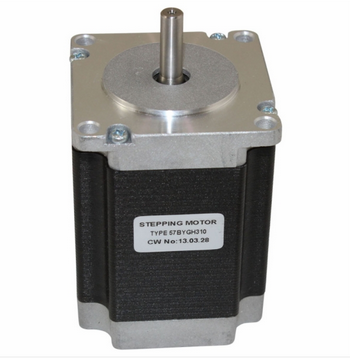 STEPPING MOTOR
TYPE 57BYGH310
CW No:13.03.28